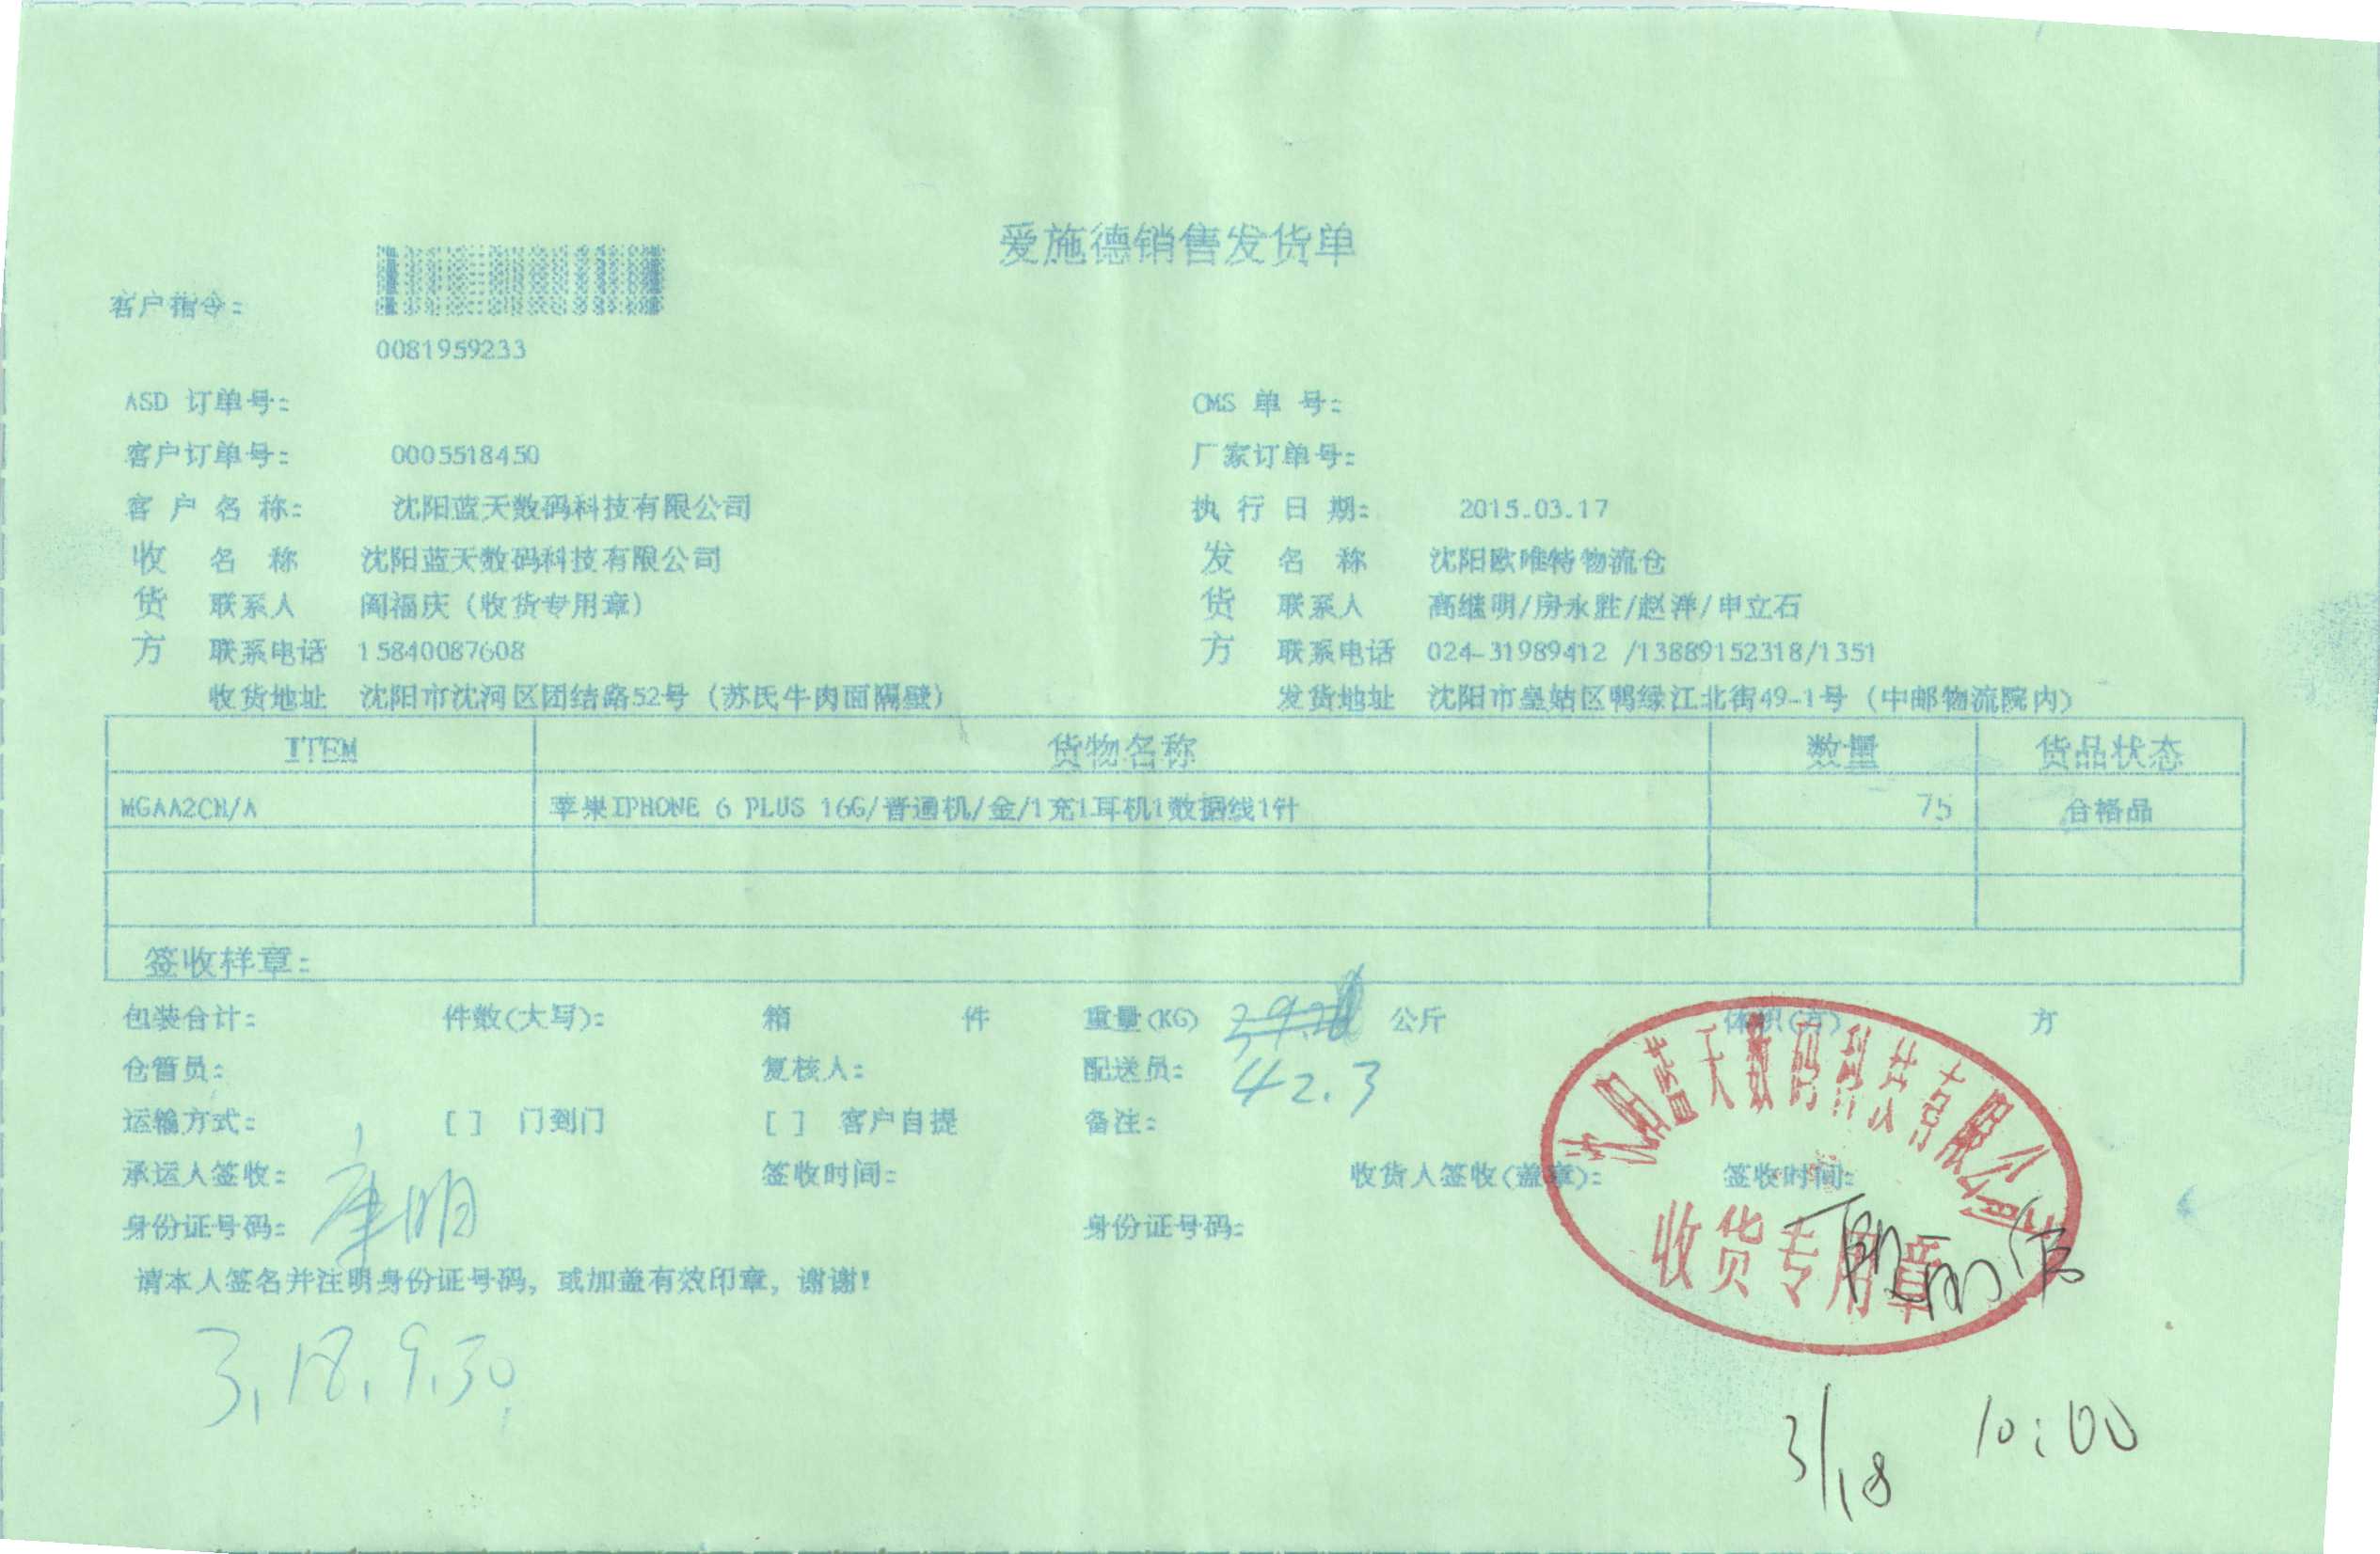 爱施德销售发货单
客户指令:
0081959233
ASD 订单号: CMS 单 号:
客户订单号: 0005518450 厂家订单号:
客 户 名 称: 沈阳蓝天数码科技有限公司 执 行 日 期: 2015.03.17
收 名 称 沈阳蓝天数码科技有限公司 发 名 称 沈阳欧唯特物流仓
货 联系人 阎福庆(收货专用章) 货 联系人 高继明/房永胜/赵洋/申立石
方 联系电话 15840087608 方 联系电话 024-31989412 /13889152318/1351
收货地址 沈阳市沈河区团结路52号(苏氏牛肉面隔壁) 发货地址 沈阳市皇姑区鸭绿江北街49-1号(中邮物流院内)
ITEM 货物名称 数量 货品状态
MGAA2CH/A 苹果IPHONE 6 PLUS 16G/普通机/金/1充1耳机1数据线1针 75 合格品
签收样章:
包装合计: 件数(大写): 箱 件 重量(KG) 公斤 体积(方) 方
仓管员: 复核人: 配送员: 42.3
运输方式: [ ] 门到门 [ ] 客户自提 备注:
承运人签收: 签收时间: 收货人签收(盖章): 签收时间:
身份证号码: 身份证号码:
请本人签名并注明身份证号码，或加盖有效印章，谢谢!
沈阳蓝天数码科技有限公司
收货专用章
3.18.9.30
3/18 10:00